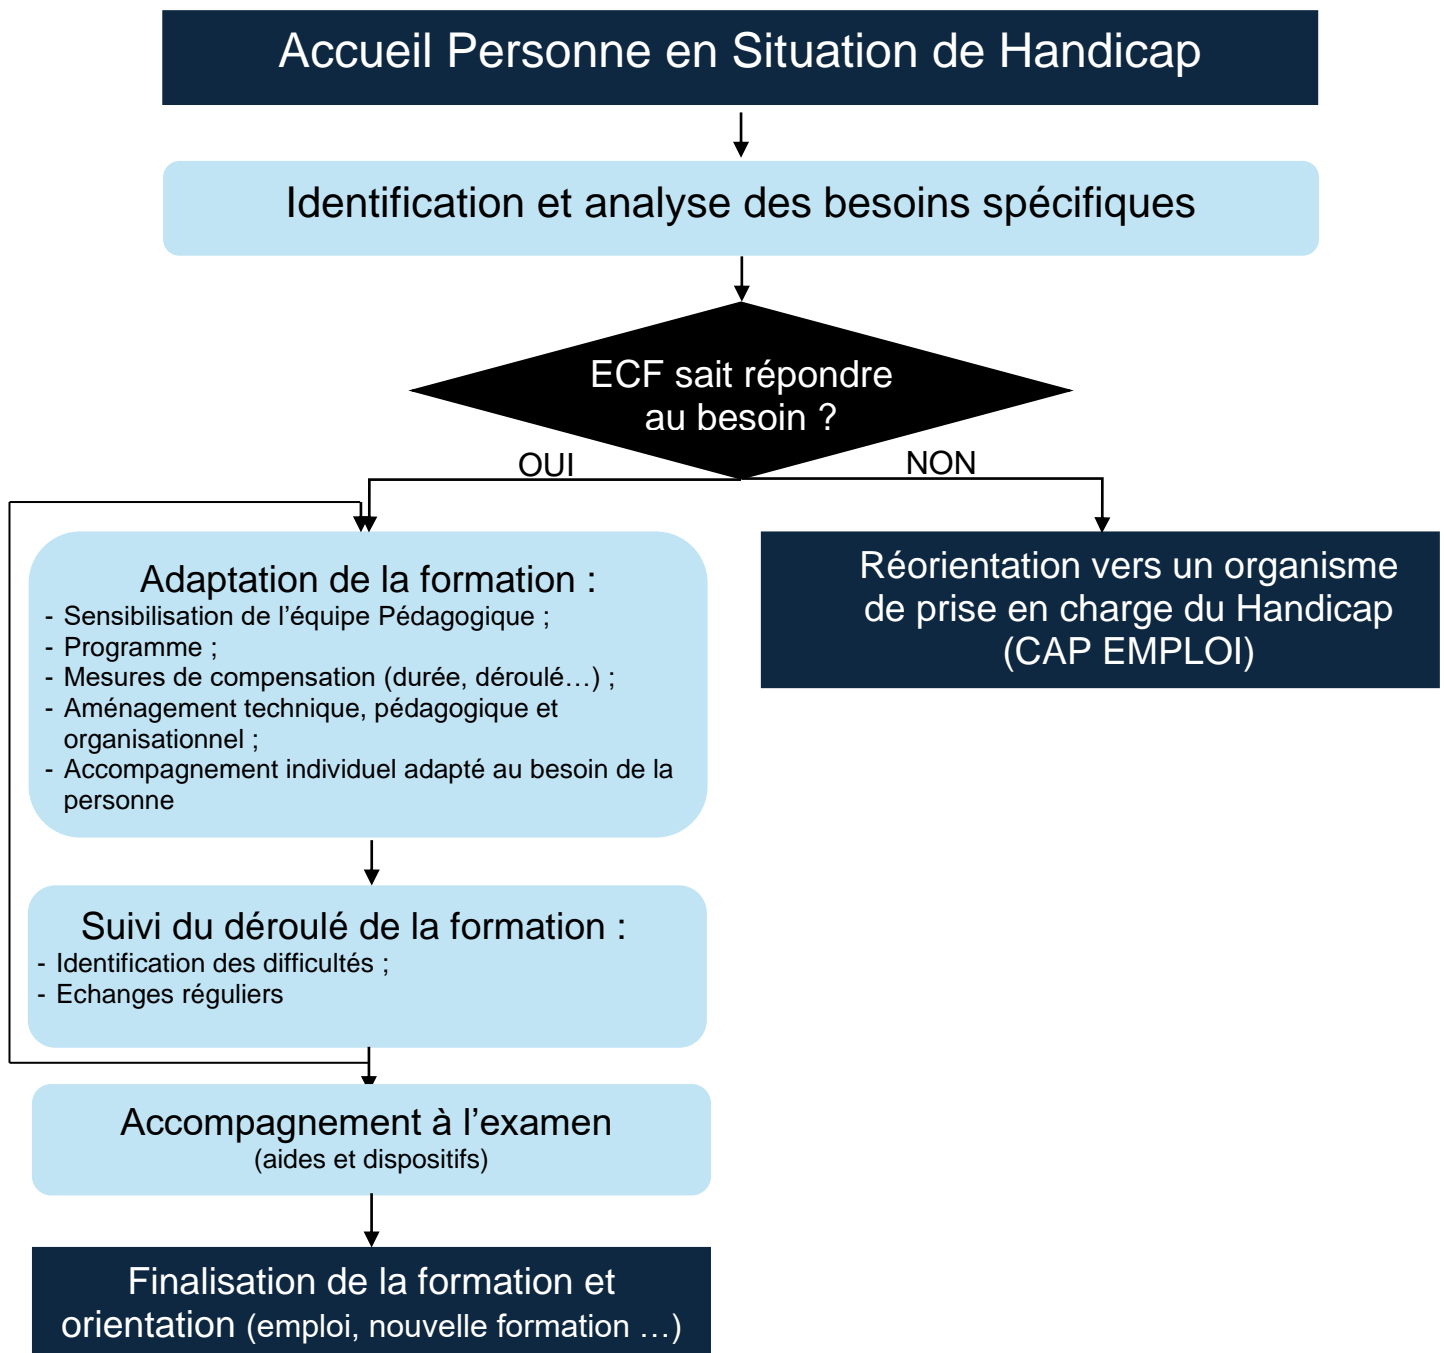 Accueil Personne en Situation de Handicap
Identification et analyse des besoins spécifiques
ECF sait répondre
au besoin ?
OUI
NON
Adaptation de la formation :
- Sensibilisation de l’équipe Pédagogique ;
- Programme ;
- Mesures de compensation (durée, déroulé…) ;
- Aménagement technique, pédagogique et
organisationnel ;
- Accompagnement individuel adapté au besoin de la
personne
Réorientation vers un organisme
de prise en charge du Handicap
(CAP EMPLOI)
Suivi du déroulé de la formation :
- Identification des difficultés ;
- Echanges réguliers
Accompagnement à l’examen
(aides et dispositifs)
Finalisation de la formation et
orientation (emploi, nouvelle formation …)